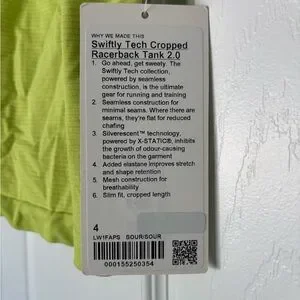 WHY WE MADE THIS
Swiftly Tech Cropped
Racerback Tank 2.0
1. Go ahead, get sweaty. The
Swiftly Tech collection,
powered by seamless
construction, is the ultimate
gear for running and training
2. Seamless construction for
minimal seams. Where there are
seams, they're flat for reduced
chafing
3. Silverescent™ technology,
powered by X-STATIC®, inhibits
the growth of odour-causing
bacteria on the garment
4. Added elastane improves stretch
and shape retention
5. Mesh construction for
breathability
6. Slim fit, cropped length
4
LW1FAPS SOUR/SOUR
000155250354